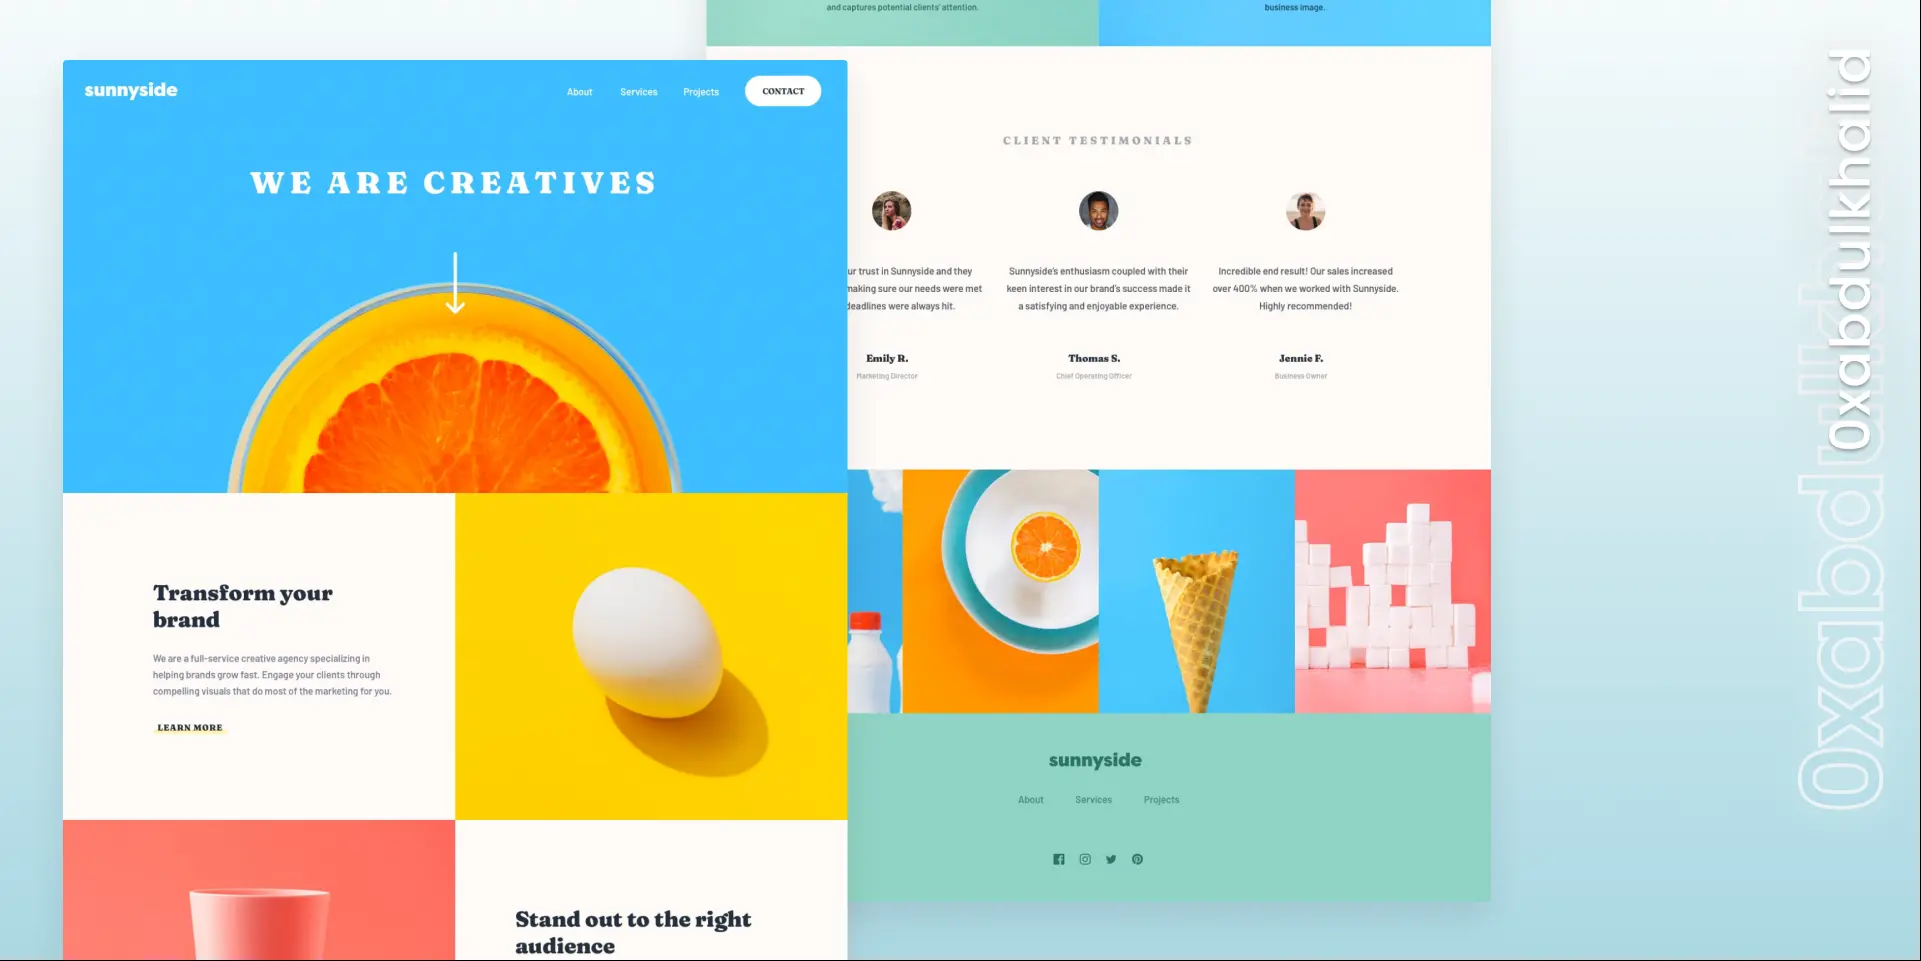 and captures potential clients' attention.
business image.
sunnyside
About Services Projects CONTACT
WE ARE CREATIVES
Transform your
brand
We are a full-service creative agency specializing in
helping brands grow fast. Engage your clients through
compelling visuals that do most of the marketing for you.
LEARN MORE
Stand out to the right
audience
CLIENT TESTIMONIALS
ur trust in Sunnyside and they
making sure our needs were met
deadlines were always hit.
Emily R.
Marketing Director
Sunnyside's enthusiasm coupled with their
keen interest in our brand's success made it
a satisfying and enjoyable experience.
Thomas S.
Chief Operating Officer
Incredible end result! Our sales increased
over 400% when we worked with Sunnyside.
Highly recommended!
Jennie F.
Business Owner
sunnyside
About Services Projects
0xabdulkhalid
0xabdulkh